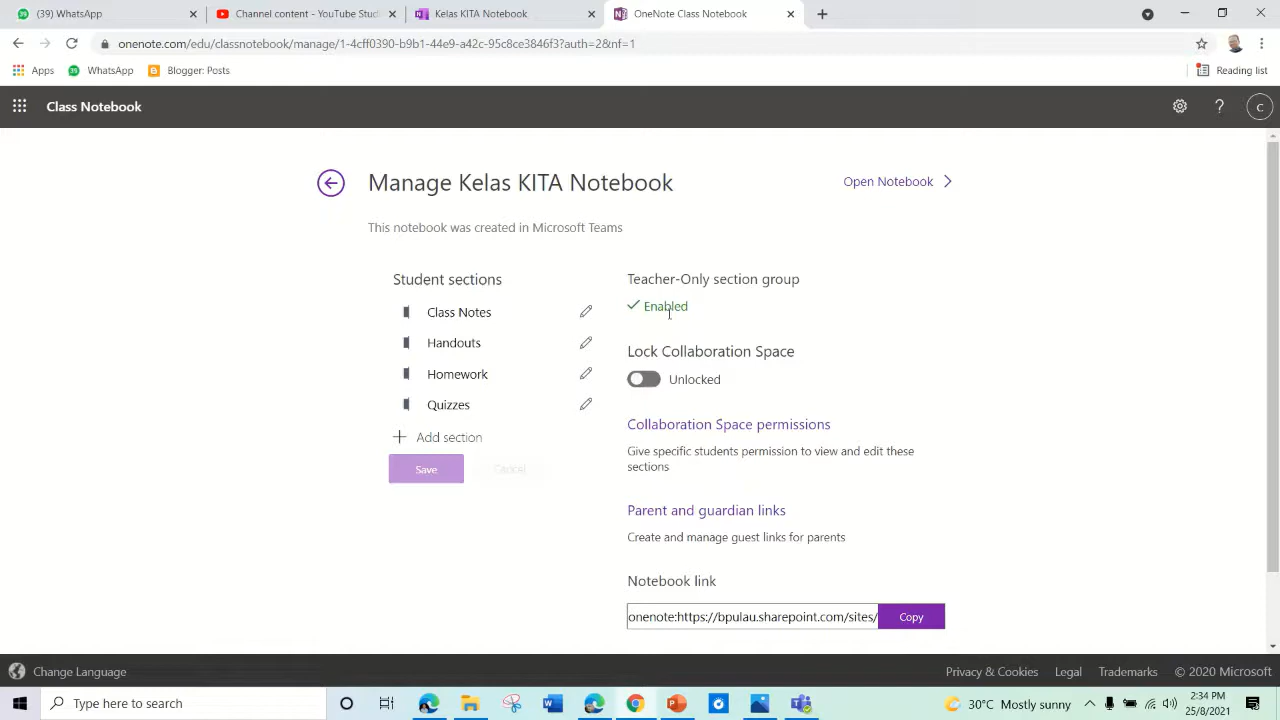 (39) WhatsApp
Channel content - YouTube Stud
Kelas KITA Notebook
OneNote Class Notebook
onenote.com/edu/classnotebook/manage/1-4cff0390-b9b1-44e9-a42c-95c8ce3846f3?auth=2&nf=1
Apps
WhatsApp
Blogger: Posts
Reading list
Class Notebook
?
C
Manage Kelas KITA Notebook
Open Notebook
This notebook was created in Microsoft Teams
Student sections
Class Notes
Handouts
Homework
Quizzes
Add section
Save
Cancel
Teacher-Only section group
Enabled
Lock Collaboration Space
Unlocked
Collaboration Space permissions
Give specific students permission to view and edit these
sections
Parent and guardian links
Create and manage guest links for parents
Notebook link
onenote:https://bpulau.sharepoint.com/sites/
Copy
Change Language
Privacy & Cookies
Legal
Trademarks
© 2020 Microsoft
Type here to search
30°C Mostly sunny
2:34 PM
25/8/2021